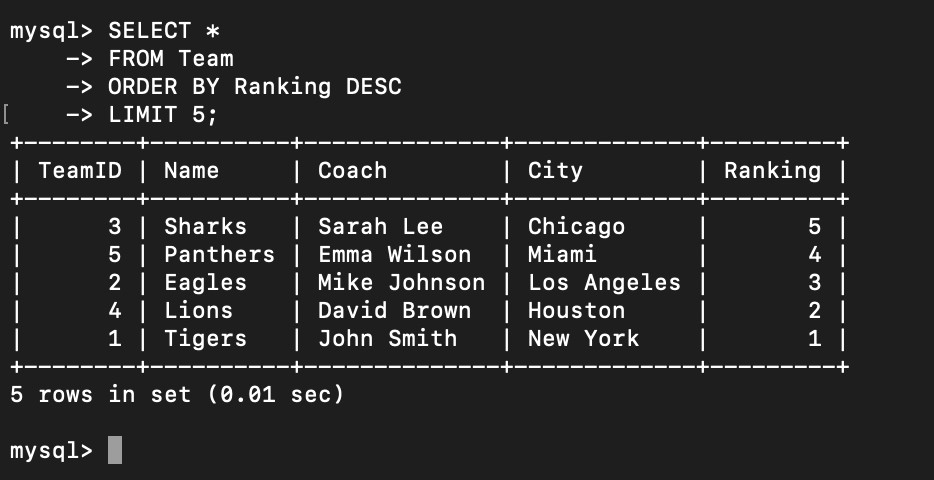 mysql> SELECT *
    -> FROM Team
    -> ORDER BY Ranking DESC
[    -> LIMIT 5;
+--------+-----------+--------------+-------------+---------+
| TeamID | Name      | Coach        | City        | Ranking |
+--------+-----------+--------------+-------------+---------+
|      3 | Sharks    | Sarah Lee    | Chicago     |       5 |
|      5 | Panthers  | Emma Wilson  | Miami       |       4 |
|      2 | Eagles    | Mike Johnson | Los Angeles |       3 |
|      4 | Lions     | David Brown  | Houston     |       2 |
|      1 | Tigers    | John Smith   | New York    |       1 |
+--------+-----------+--------------+-------------+---------+
5 rows in set (0.01 sec)
mysql>